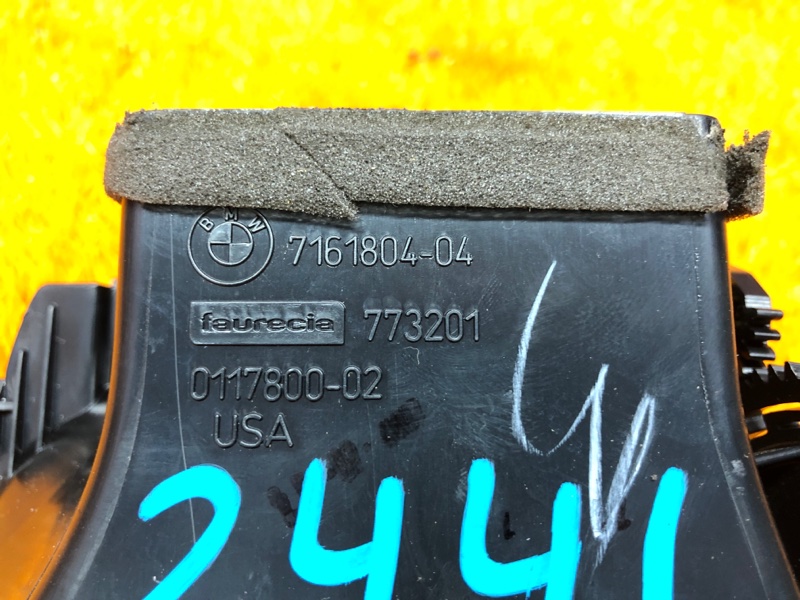 BMW 7161804-04
faurecia 773201
0117800-02
USA
2441